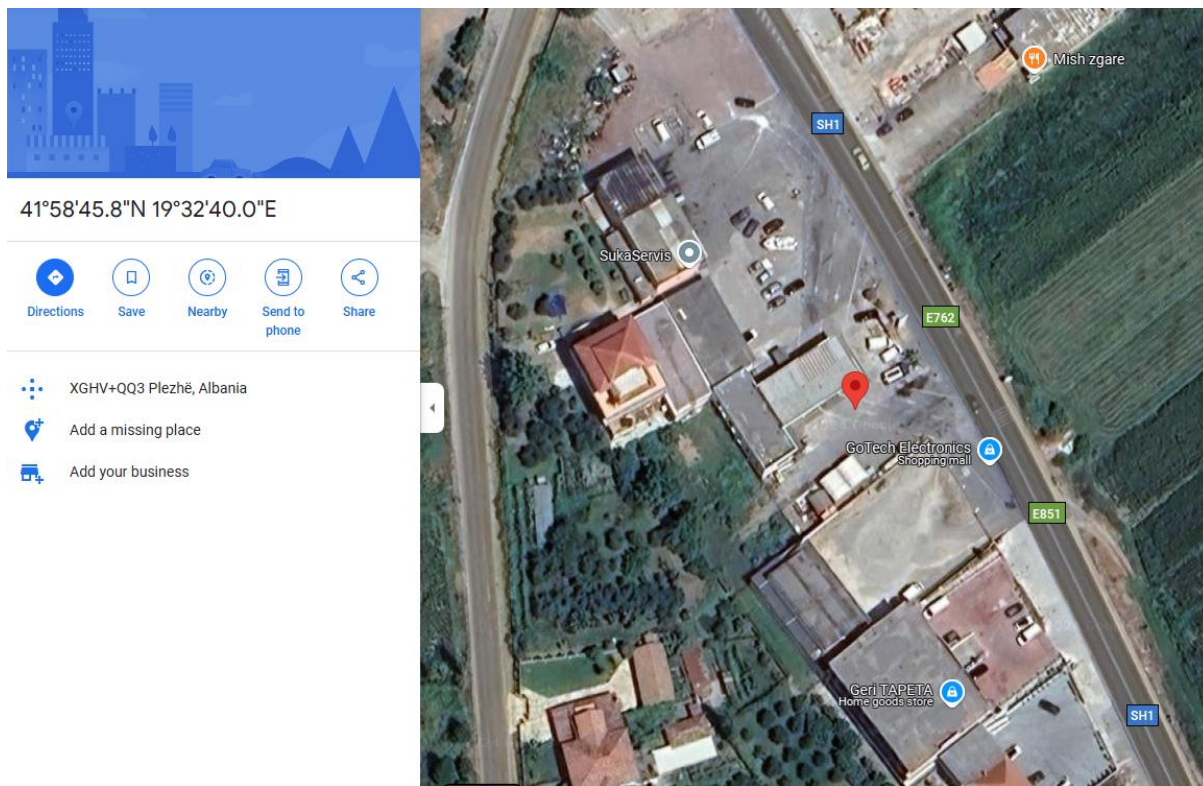 41°58'45.8"N 19°32'40.0"E
Directions
Save
Nearby
Send to
phone
Share
XGHV+QQ3 Plezhë, Albania
Add a missing place
Add your business
Mish zgare
SH1
SukaServis
E762
GoTech Electronics
Shopping mall
E851
Geri TAPETA
Home goods store
SH1